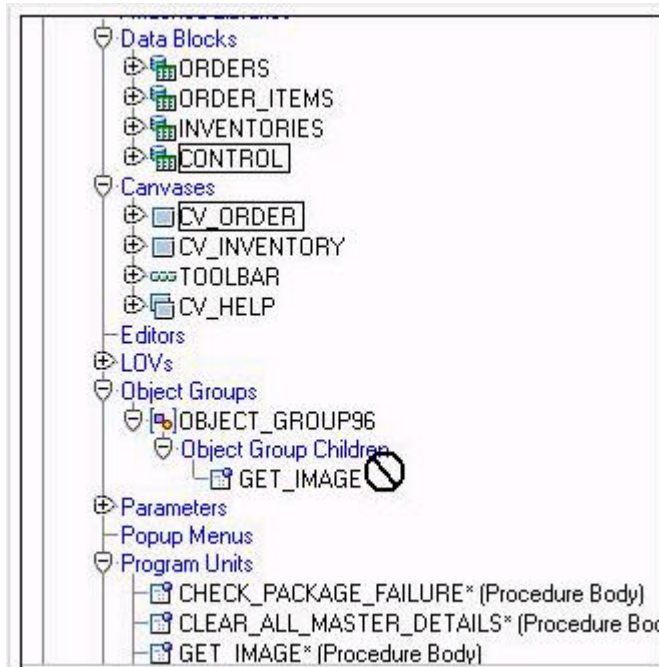 Data Blocks
ORDERS
ORDER_ITEMS
INVENTORIES
CONTROL
Canvases
CV_ORDER
CV_INVENTORY
TOOLBAR
CV_HELP
Editors
LOVs
Object Groups
OBJECT_GROUP96
Object Group Children
GET_IMAGE
Parameters
Popup Menus
Program Units
CHECK_PACKAGE_FAILURE* (Procedure Body)
CLEAR_ALL_MASTER_DETAILS* (Procedure Boc
GET_IMAGE* (Procedure Body)